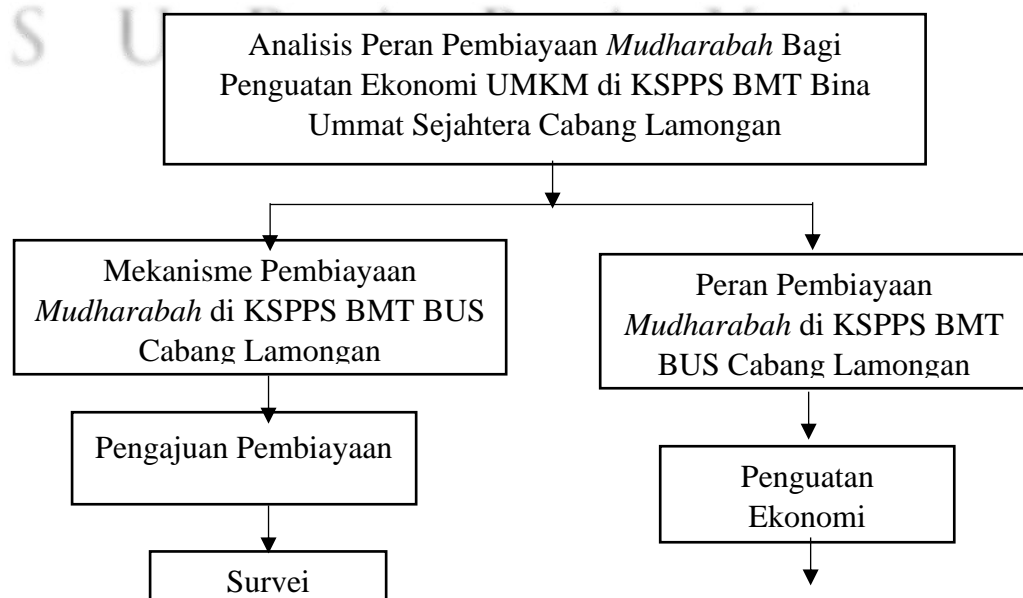 S U
Analisis Peran Pembiayaan Mudharabah Bagi
Penguatan Ekonomi UMKM di KSPPS BMT Bina
Ummat Sejahtera Cabang Lamongan
Mekanisme Pembiayaan
Mudharabah di KSPPS BMT BUS
Cabang Lamongan
Peran Pembiayaan
Mudharabah di KSPPS BMT
BUS Cabang Lamongan
Pengajuan Pembiayaan
Penguatan
Ekonomi
Survei